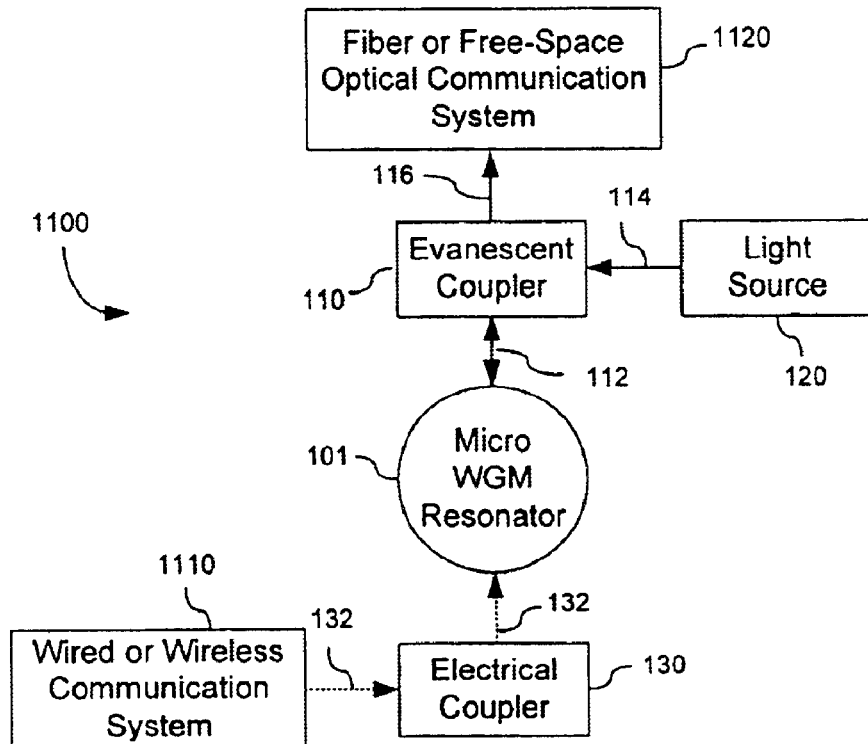 Fiber or Free-Space
Optical Communication
System
1120
116
114
1100
Evanescent
Coupler
110
Light
Source
120
112
101
Micro
WGM
Resonator
1110
132
132
Wired or Wireless
Communication
System
Electrical
Coupler
130